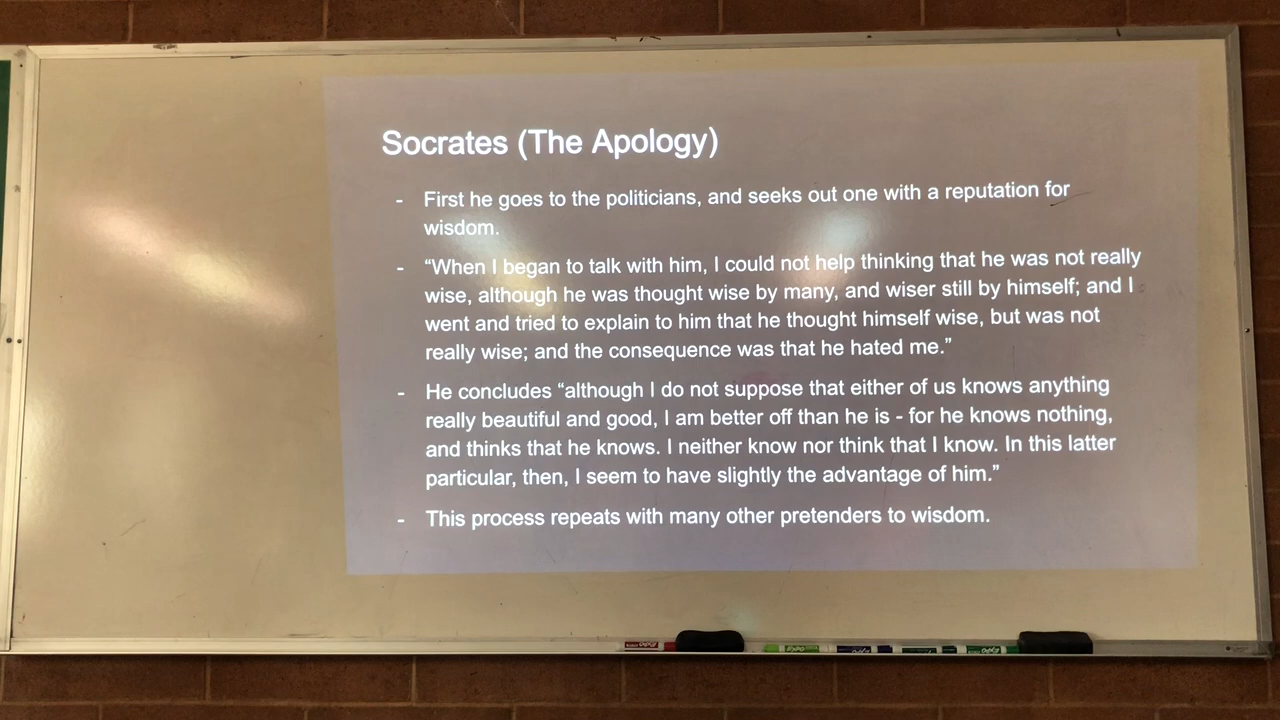 Socrates (The Apology)
- First he goes to the politicians, and seeks out one with a reputation for
wisdom.
- “When I began to talk with him, I could not help thinking that he was not really
wise, although he was thought wise by many, and wiser still by himself; and I
went and tried to explain to him that he thought himself wise, but was not
really wise; and the consequence was that he hated me.”
- He concludes “although I do not suppose that either of us knows anything
really beautiful and good, I am better off than he is - for he knows nothing,
and thinks that he knows. I neither know nor think that I know. In this latter
particular, then, I seem to have slightly the advantage of him.”
- This process repeats with many other pretenders to wisdom.
EXPO